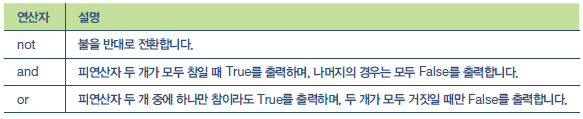 연산자 설명
not 불을 반대로 전환합니다.
and 피연산자 두 개가 모두 참일 때 True를 출력하며, 나머지의 경우는 모두 False를 출력합니다.
or 피연산자 두 개 중에 하나만 참이라도 True를 출력하며, 두 개가 모두 거짓일 때만 False를 출력합니다.